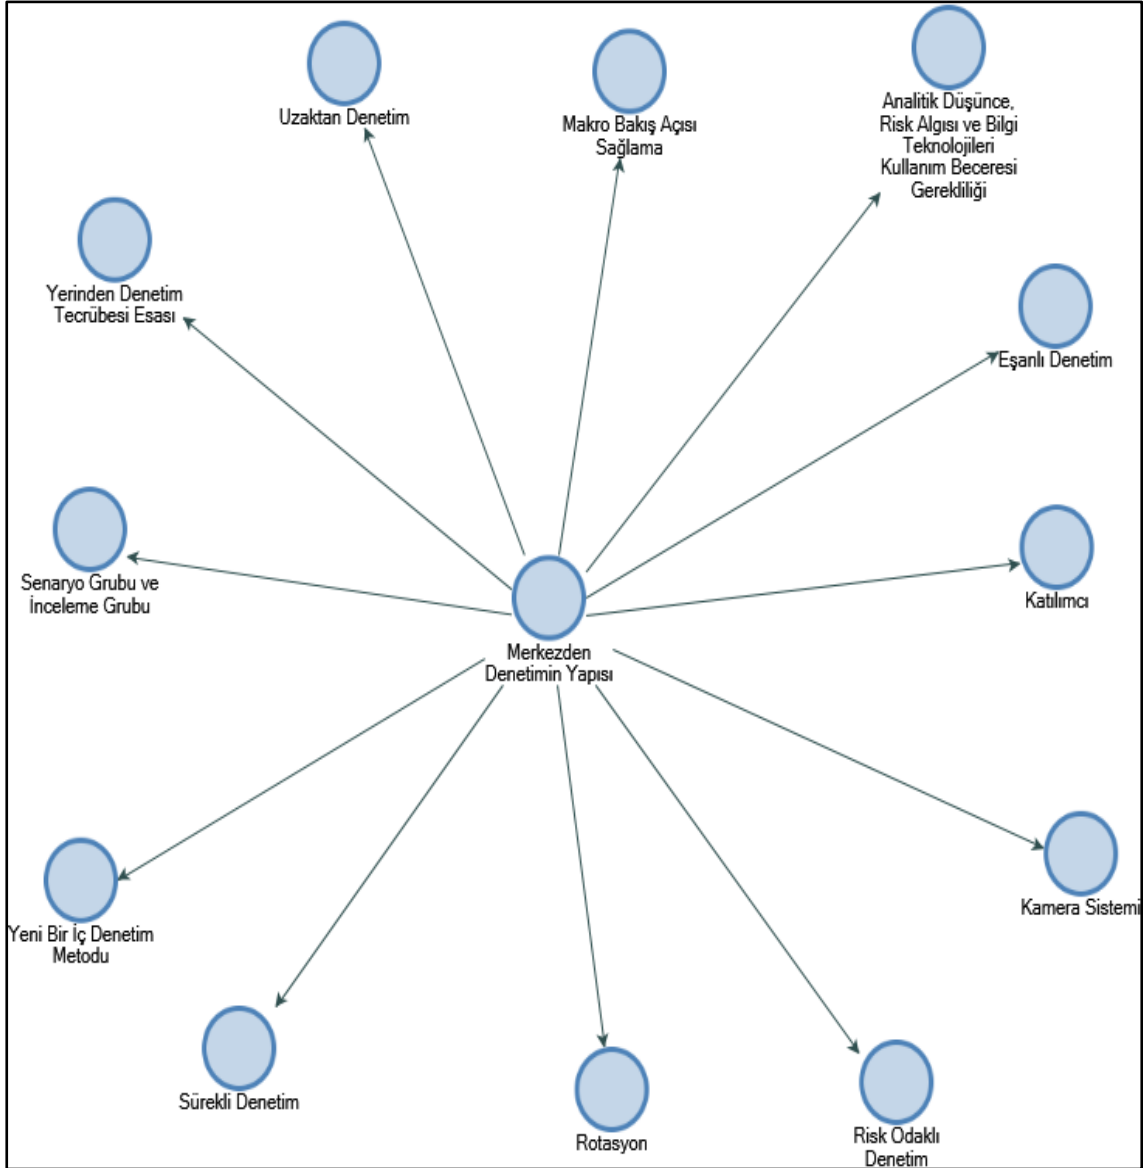 Uzaktan Denetim
Makro Bakış Açısı
Sağlama
Analitik Düşünce,
Risk Algısı ve Bilgi
Teknolojileri
Kullanım Beceresi
Gerekliliği
Yerinden Denetim
Tecrübesi Esası
Eşanlı Denetim
Senaryo Grubu ve
İnceleme Grubu
Katılımcı
Merkezden
Denetimin Yapısı
Kamera Sistemi
Yeni Bir İç Denetim
Metodu
Sürekli Denetim
Rotasyon
Risk Odaklı
Denetim